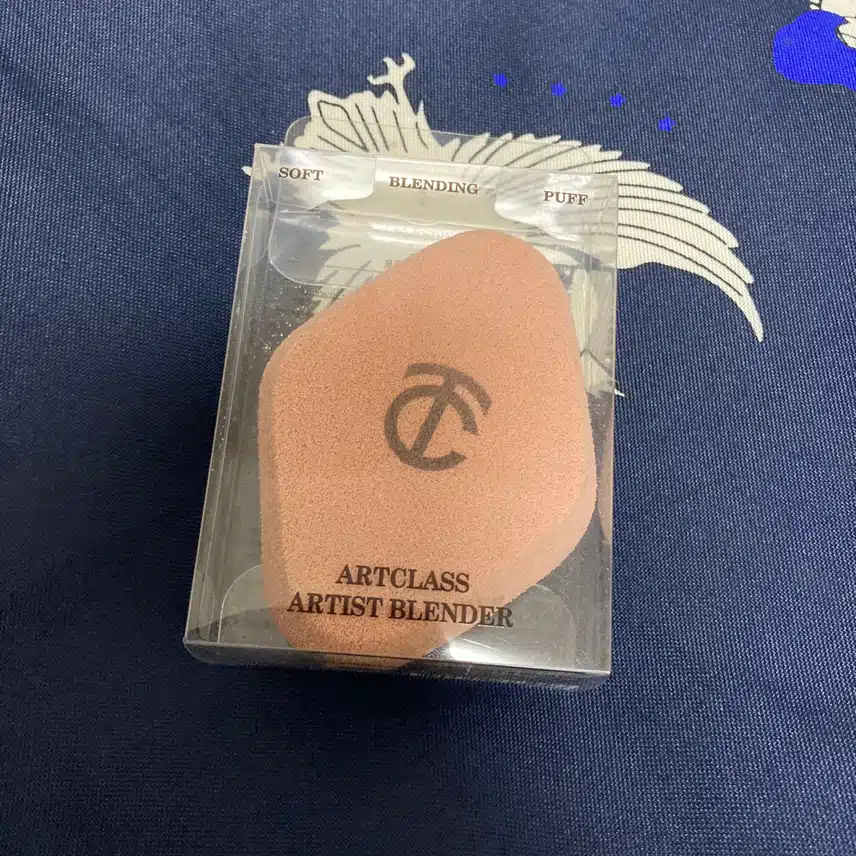 SOFT
BLENDING
PUFF
ARTCLASS
ARTIST BLENDER